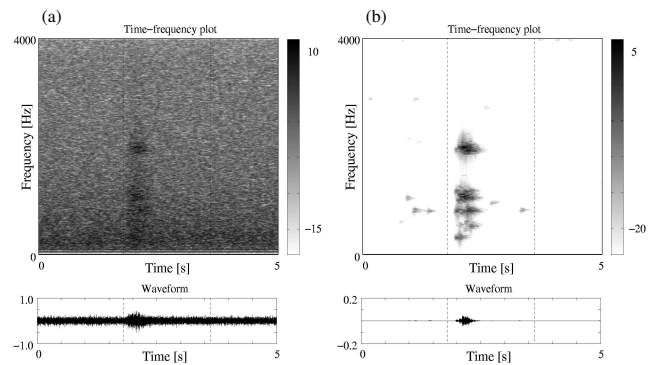 (a)
Time-frequency plot
4000
Frequency [Hz]
0
0
Time [s]
5
10
-15
Waveform
1.0
-1.0
0
Time [s]
5
(b)
Time-frequency plot
4000
Frequency [Hz]
0
0
Time [s]
5
5
-20
Waveform
0.2
-0.2
0
Time [s]
5